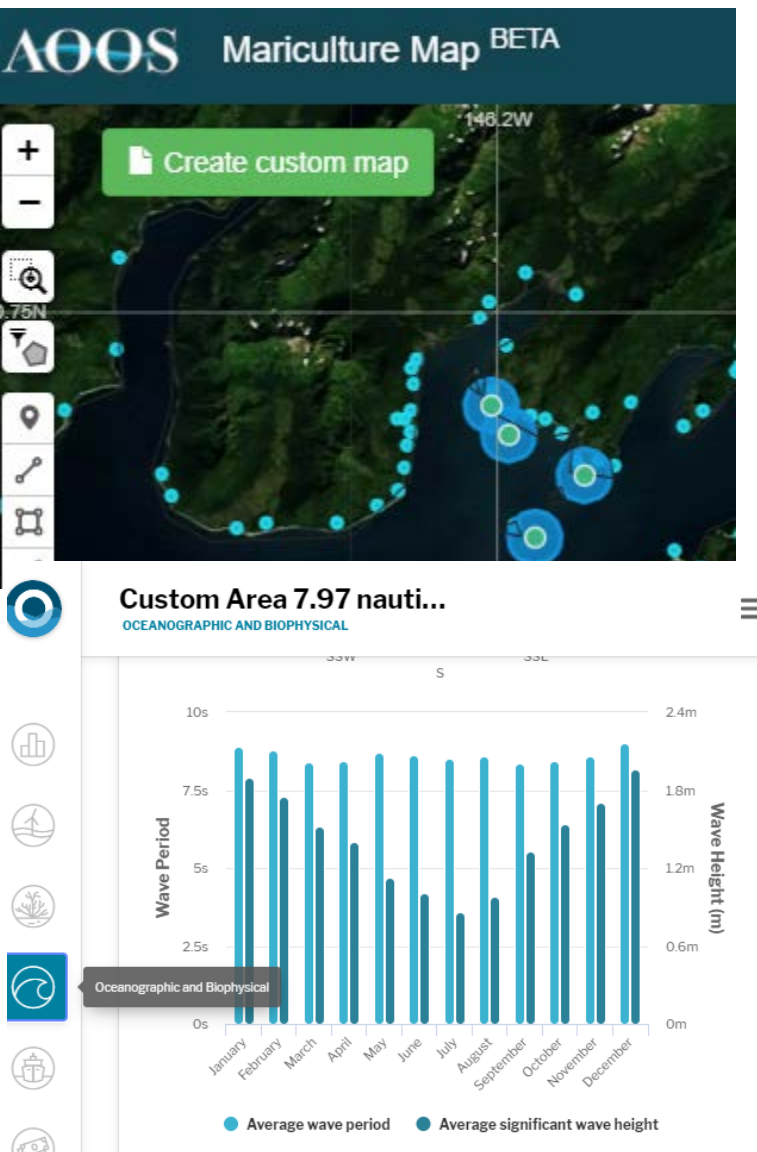 AOOS Mariculture Map BETA
146.2W
Create custom map
+
−
.75N
Custom Area 7.97 nauti...
OCEANOGRAPHIC AND BIOPHYSICAL
SSW
SSE
S
10s
2.4m
7.5s
1.8m
5s
1.2m
2.5s
0.6m
0s
0m
Wave Period
Wave Height (m)
Oceanographic and Biophysical
January
February
March
April
May
June
July
August
September
October
November
December
Average wave period
Average significant wave height